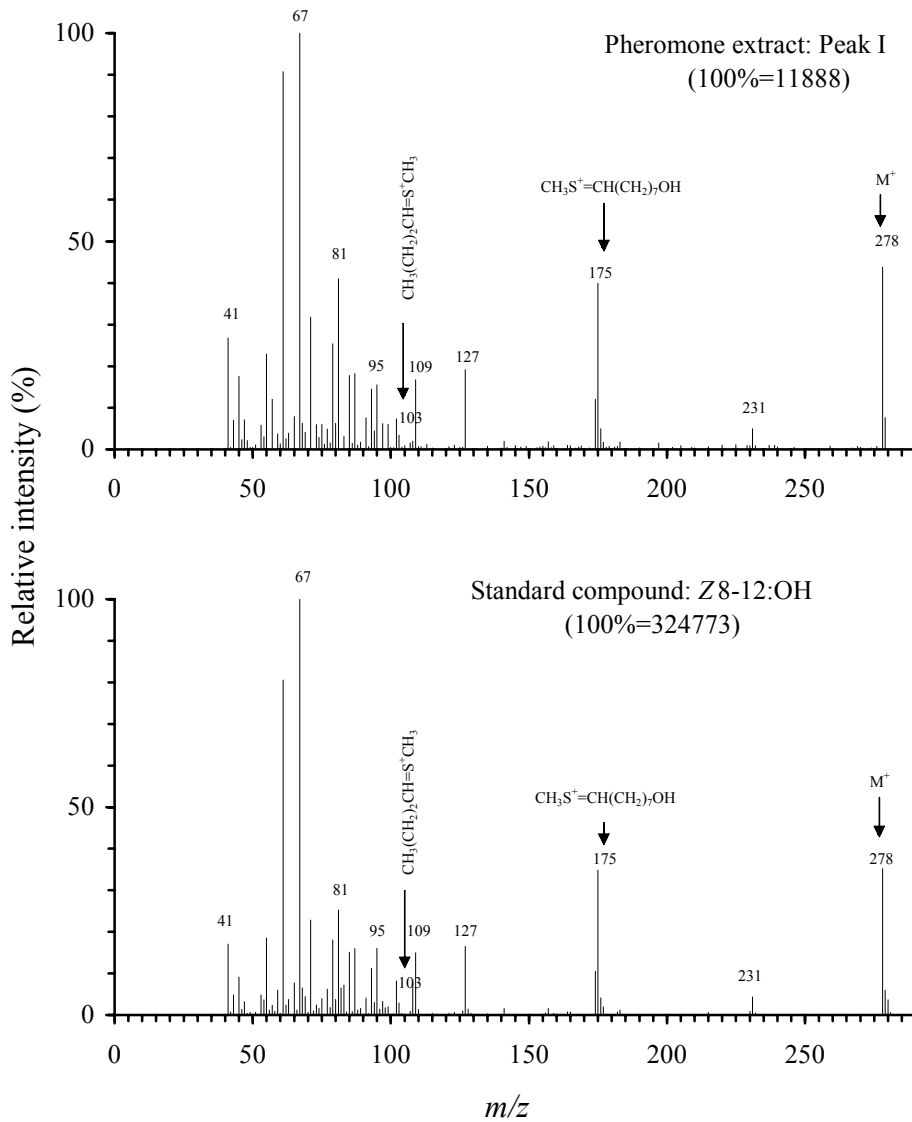 Relative intensity (%)
100
50
0
Pheromone extract: Peak I
(100%=11888)
67
81
41
95
109
103
127
175
231
278
CH₃(CH₂)₂CH=S⁺CH₃
CH₃S⁺=CH(CH₂)₇OH
M⁺
0 50 100 150 200 250
100
50
0
Standard compound: Z8-12:OH
(100%=324773)
67
81
41
95
109
103
127
175
231
278
CH₃(CH₂)₂CH=S⁺CH₃
CH₃S⁺=CH(CH₂)₇OH
M⁺
0 50 100 150 200 250
m/z